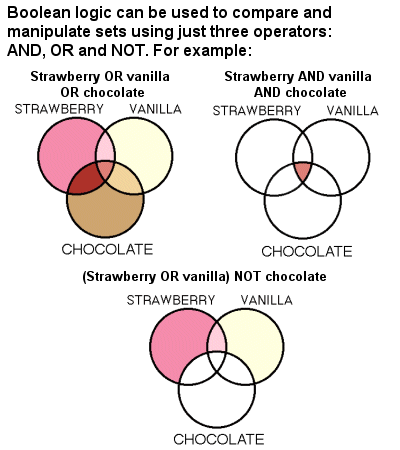 Boolean logic can be used to compare and
manipulate sets using just three operators:
AND, OR and NOT. For example:
Strawberry OR vanilla
OR chocolate
STRAWBERRY VANILLA
CHOCOLATE
Strawberry AND vanilla
AND chocolate
STRAWBERRY VANILLA
CHOCOLATE
(Strawberry OR vanilla) NOT chocolate
STRAWBERRY VANILLA
CHOCOLATE